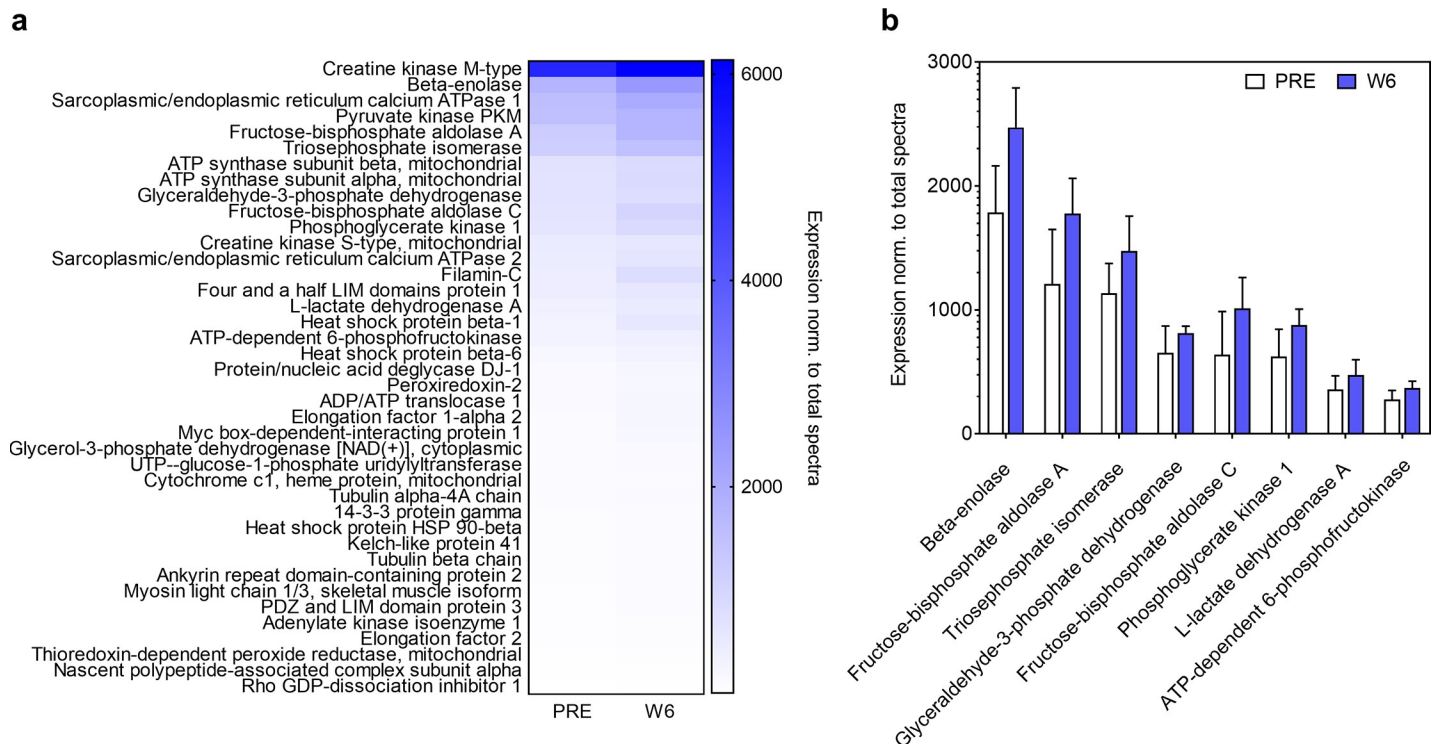 a
Creatine kinase M-type
Beta-enolase
Sarcoplasmic/endoplasmic reticulum calcium ATPase 1
Pyruvate kinase PKM
Fructose-bisphosphate aldolase A
Triosephosphate isomerase
ATP synthase subunit beta, mitochondrial
ATP synthase subunit alpha, mitochondrial
Glyceraldehyde-3-phosphate dehydrogenase
Fructose-bisphosphate aldolase C
Phosphoglycerate kinase 1
Creatine kinase S-type, mitochondrial
Sarcoplasmic/endoplasmic reticulum calcium ATPase 2
Filamin-C
Four and a half LIM domains protein 1
L-lactate dehydrogenase A
Heat shock protein beta-1
ATP-dependent 6-phosphofructokinase
Heat shock protein beta-6
Protein/nucleic acid deglycase DJ-1
Peroxiredoxin-2
ADP/ATP translocase 1
Elongation factor 1-alpha 2
Myc box-dependent-interacting protein 1
Glycerol-3-phosphate dehydrogenase [NAD(+)], cytoplasmic
UTP--glucose-1-phosphate uridylyltransferase
Cytochrome c1, heme protein, mitochondrial
Tubulin alpha-4A chain
14-3-3 protein gamma
Heat shock protein HSP 90-beta
Kelch-like protein 41
Tubulin beta chain
Ankyrin repeat domain-containing protein 2
Myosin light chain 1/3, skeletal muscle isoform
PDZ and LIM domain protein 3
Adenylate kinase isoenzyme 1
Elongation factor 2
Thioredoxin-dependent peroxide reductase, mitochondrial
Nascent polypeptide-associated complex subunit alpha
Rho GDP-dissociation inhibitor 1
PRE
W6
6000
4000
2000
Expression norm. to total spectra
b
Expression norm. to total spectra
3000
2000
1000
0
PRE
W6
Beta-enolase
Fructose-bisphosphate aldolase A
Triosephosphate isomerase
Glyceraldehyde-3-phosphate dehydrogenase
Fructose-bisphosphate aldolase C
Phosphoglycerate kinase 1
L-lactate dehydrogenase A
ATP-dependent 6-phosphofructokinase